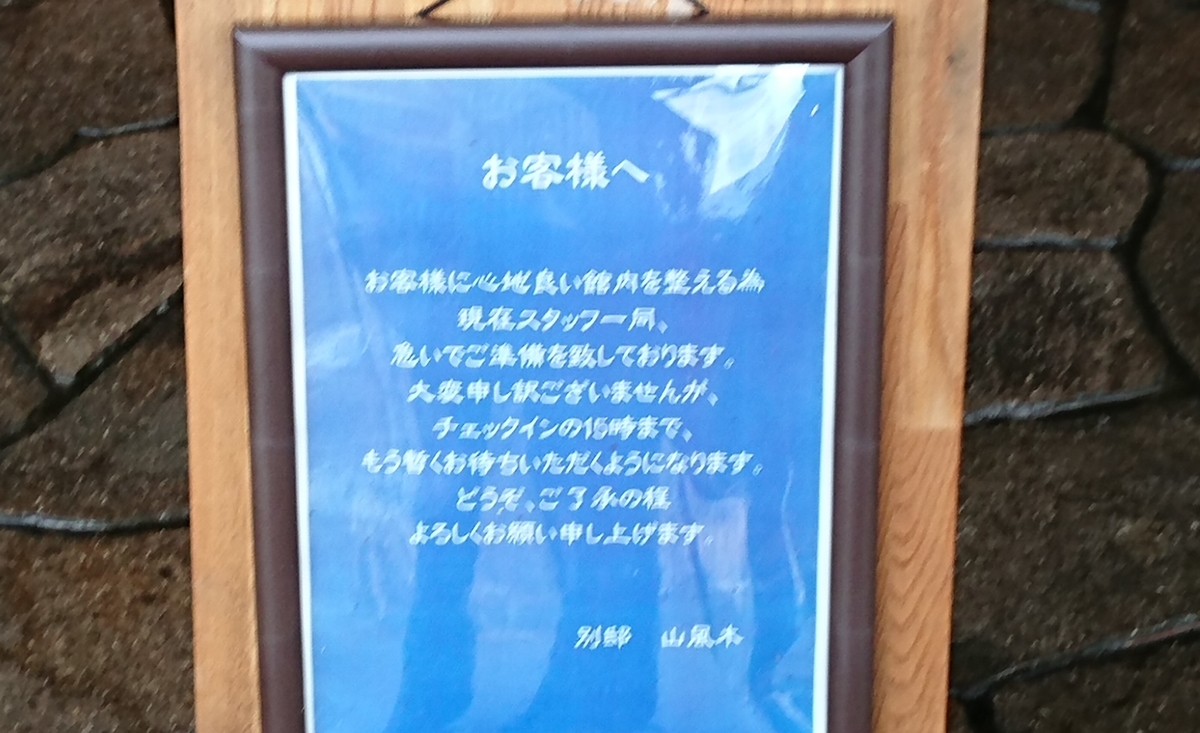 お客様へ
お客様に心地良い館内を整える為
現在スタッフ一同、
急いでご準備を致しております。
大変申し訳ございませんが、
チェックインの15時まで、
もう暫くお待ちいただくようになります。
どうぞ、ご了承の程
よろしくお願い申し上げます。
別邸 山風木